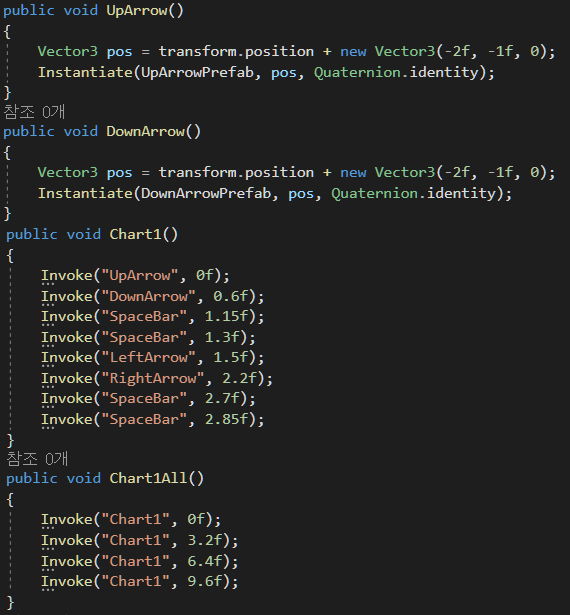 public void UpArrow()
{
Vector3 pos = transform.position + new Vector3(-2f, -1f, 0);
Instantiate(UpArrowPrefab, pos, Quaternion.identity);
}
참조 0개
public void DownArrow()
{
Vector3 pos = transform.position + new Vector3(-2f, -1f, 0);
Instantiate(DownArrowPrefab, pos, Quaternion.identity);
}
public void Chart1()
{
Invoke("UpArrow", 0f);
Invoke("DownArrow", 0.6f);
Invoke("SpaceBar", 1.15f);
Invoke("SpaceBar", 1.3f);
Invoke("LeftArrow", 1.5f);
Invoke("RightArrow", 2.2f);
Invoke("SpaceBar", 2.7f);
Invoke("SpaceBar", 2.85f);
}
참조 0개
public void Chart1All()
{
Invoke("Chart1", 0f);
Invoke("Chart1", 3.2f);
Invoke("Chart1", 6.4f);
Invoke("Chart1", 9.6f);
}